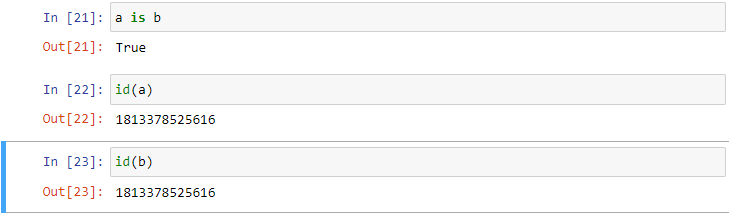 In [21]: a is b
Out[21]: True
In [22]: id(a)
Out[22]: 1813378525616
In [23]: id(b)
Out[23]: 1813378525616